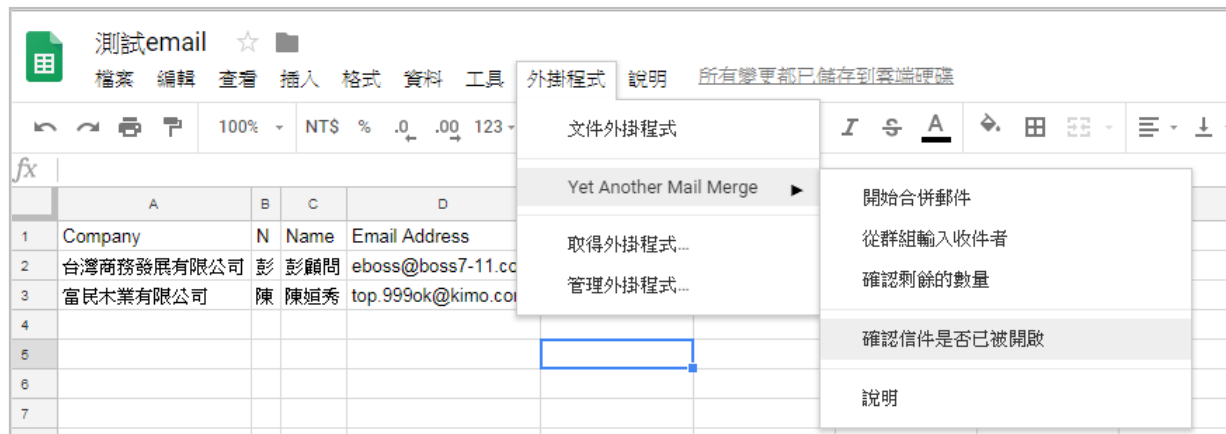 測試email
檔案 編輯 查看 插入 格式 資料 工具 外掛程式 說明 所有變更都已儲存到雲端硬碟
100% NT$ % .0 .00 123 I S A
fx
文件外掛程式
Yet Another Mail Merge
取得外掛程式...
管理外掛程式...
開始合併郵件
從群組輸入收件者
確認剩餘的數量
確認信件是否已被開啟
說明
A B C D
1 Company N Name Email Address
2 台灣商務發展有限公司 彭 彭顧問 eboss@boss7-11.co
3 富民木業有限公司 陳 陳姮秀 top.999ok@kimo.co
4
5
6
7